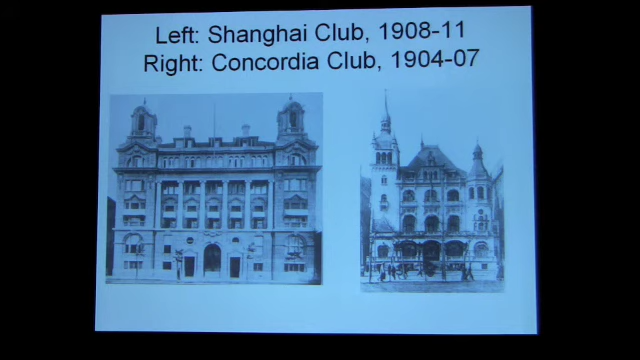 Left: Shanghai Club, 1908-11
Right: Concordia Club, 1904-07